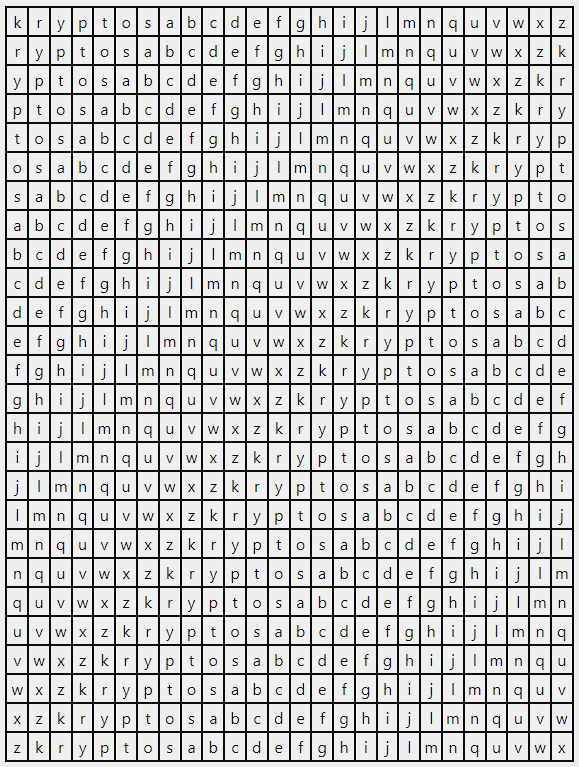 k r y p t o s a b c d e f g h i j l m n q u v w x z
r y p t o s a b c d e f g h i j l m n q u v w x z k
y p t o s a b c d e f g h i j l m n q u v w x z k r
p t o s a b c d e f g h i j l m n q u v w x z k r y
t o s a b c d e f g h i j l m n q u v w x z k r y p
o s a b c d e f g h i j l m n q u v w x z k r y p t
s a b c d e f g h i j l m n q u v w x z k r y p t o
a b c d e f g h i j l m n q u v w x z k r y p t o s
b c d e f g h i j l m n q u v w x z k r y p t o s a
c d e f g h i j l m n q u v w x z k r y p t o s a b
d e f g h i j l m n q u v w x z k r y p t o s a b c
e f g h i j l m n q u v w x z k r y p t o s a b c d
f g h i j l m n q u v w x z k r y p t o s a b c d e
g h i j l m n q u v w x z k r y p t o s a b c d e f
h i j l m n q u v w x z k r y p t o s a b c d e f g
i j l m n q u v w x z k r y p t o s a b c d e f g h
j l m n q u v w x z k r y p t o s a b c d e f g h i
l m n q u v w x z k r y p t o s a b c d e f g h i j
m n q u v w x z k r y p t o s a b c d e f g h i j l
n q u v w x z k r y p t o s a b c d e f g h i j l m
q u v w x z k r y p t o s a b c d e f g h i j l m n
u v w x z k r y p t o s a b c d e f g h i j l m n q
v w x z k r y p t o s a b c d e f g h i j l m n q u
w x z k r y p t o s a b c d e f g h i j l m n q u v
x z k r y p t o s a b c d e f g h i j l m n q u v w
z k r y p t o s a b c d e f g h i j l m n q u v w x